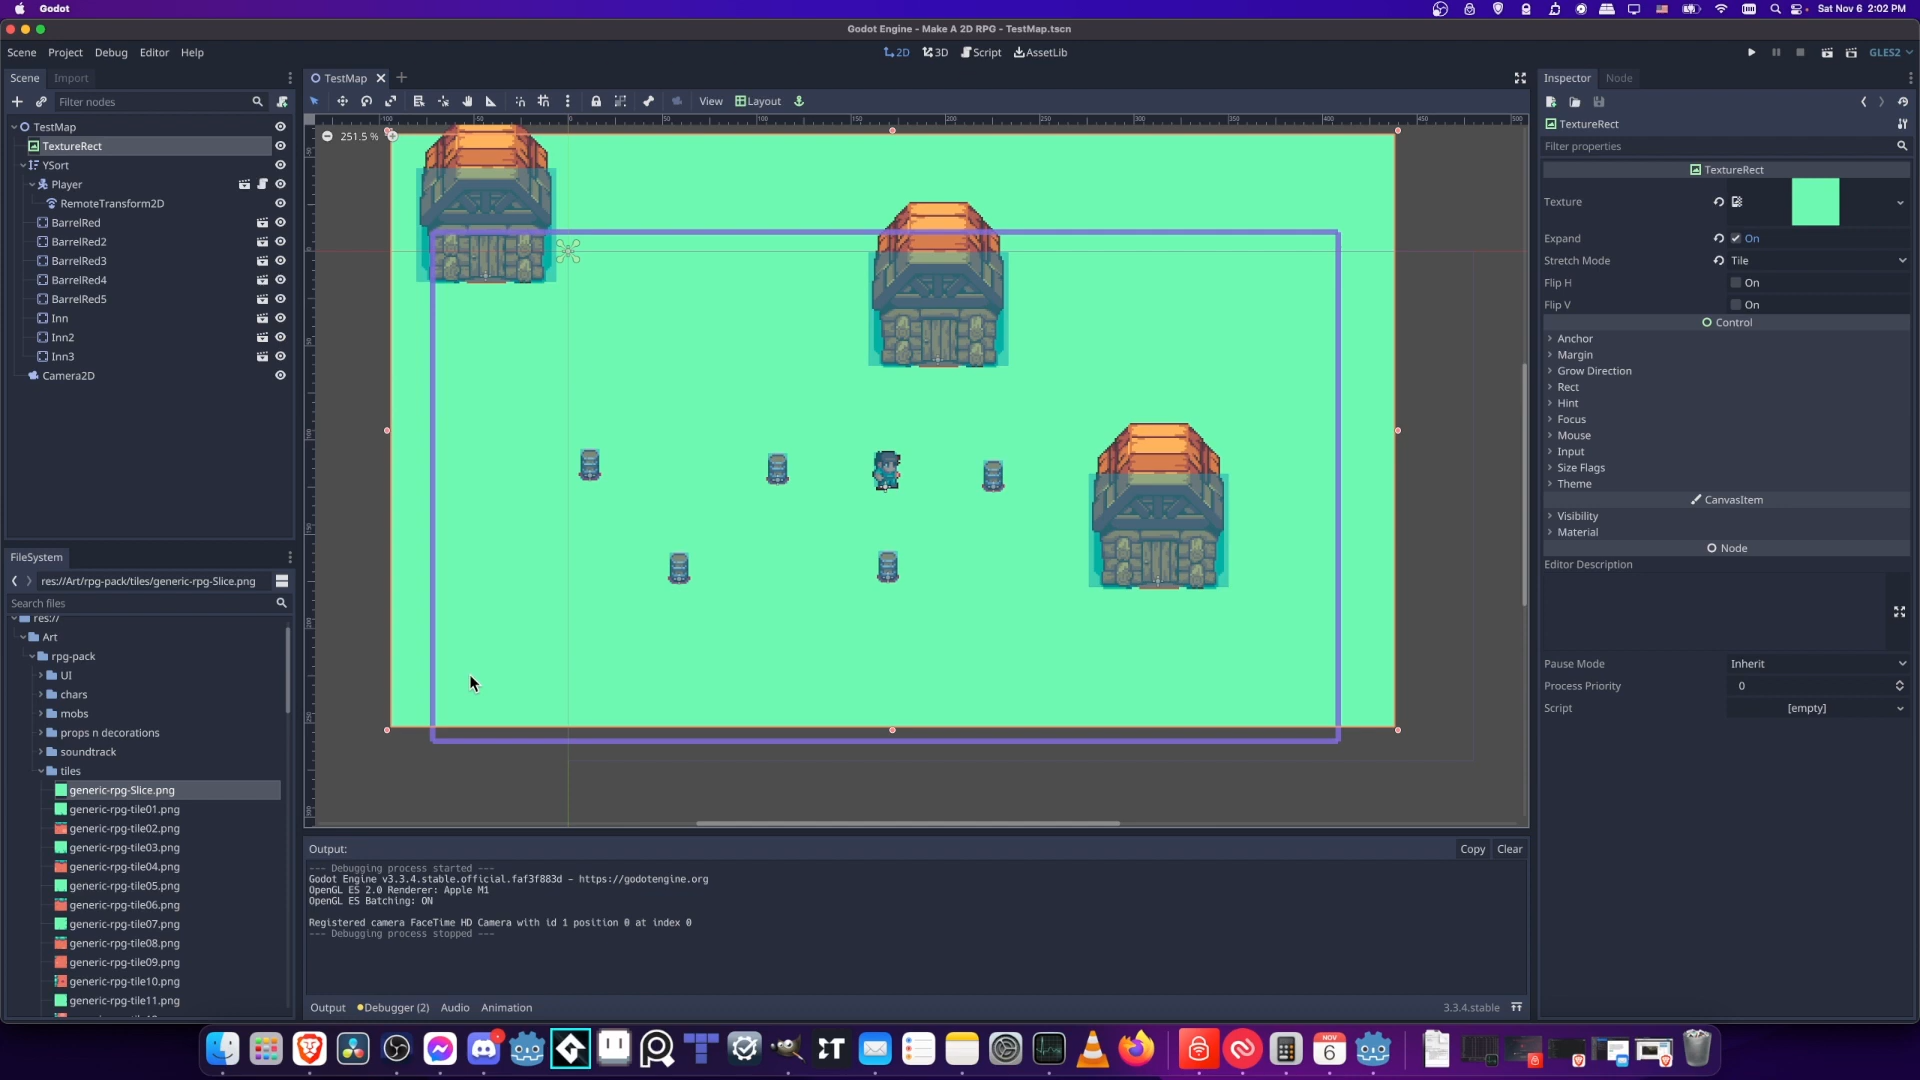 Godot
Sat Nov 6 2:02 PM
Godot Engine - Make A 2D RPG - TestMap.tscn
Scene Project Debug Editor Help
2D 3D Script AssetLib
GLES2
Scene Import
TestMap
Inspector Node
Filter nodes
View Layout
TestMap
TextureRect
YSort
Player
RemoteTransform2D
BarrelRed
BarrelRed2
BarrelRed3
BarrelRed4
BarrelRed5
Inn
Inn2
Inn3
Camera2D
251.5 %
TextureRect
Filter properties
TextureRect
Texture
Expand On
Stretch Mode Tile
Flip H On
Flip V On
Control
Anchor
Margin
Grow Direction
Rect
Hint
Focus
Mouse
Input
Size Flags
Theme
CanvasItem
Visibility
Material
Node
Editor Description
Pause Mode Inherit
Process Priority 0
Script [empty]
FileSystem
res://Art/rpg-pack/tiles/generic-rpg-Slice.png
Search files
res://
Art
rpg-pack
UI
chars
mobs
props n decorations
soundtrack
tiles
generic-rpg-Slice.png
generic-rpg-tile01.png
generic-rpg-tile02.png
generic-rpg-tile03.png
generic-rpg-tile04.png
generic-rpg-tile05.png
generic-rpg-tile06.png
generic-rpg-tile07.png
generic-rpg-tile08.png
generic-rpg-tile09.png
generic-rpg-tile10.png
generic-rpg-tile11.png
Output: Copy Clear
--- Debugging process started ---
Godot Engine v3.3.4.stable.official.faf3f883d - https://godotengine.org
OpenGL ES 2.0 Renderer: Apple M1
OpenGL ES Batching: ON
Registered camera FaceTime HD Camera with id 1 position 0 at index 0
--- Debugging process stopped ---
Output Debugger (2) Audio Animation
3.3.4.stable
NOV
6